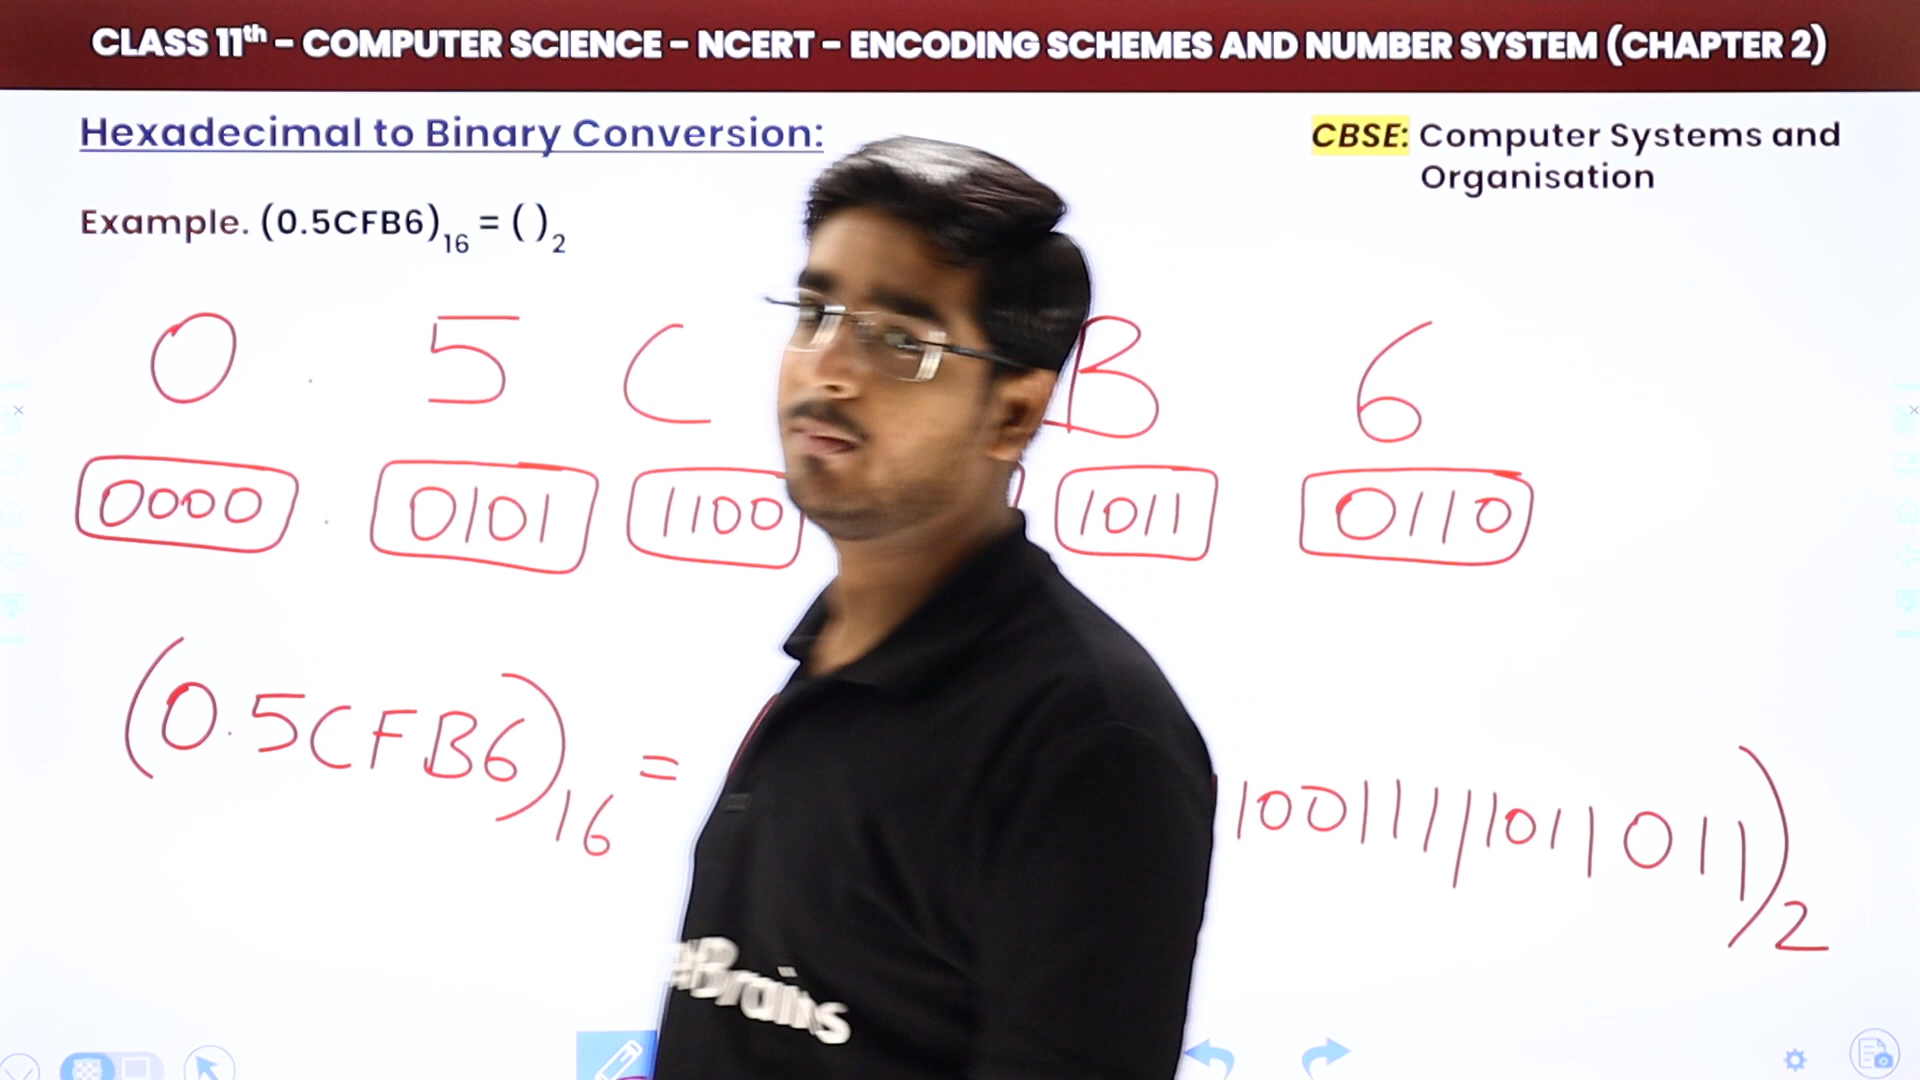 CLASS 11th – COMPUTER SCIENCE – NCERT – ENCODING SCHEMES AND NUMBER SYSTEM (CHAPTER 2)
Hexadecimal to Binary Conversion:
CBSE: Computer Systems and
Organisation
Example. (0.5CFB6)16 = ( )2
0 . 5 C B 6
0000 . 0101 1100 1011 0110
(0.5CFB6)16 = 100111111011011)2
Brains